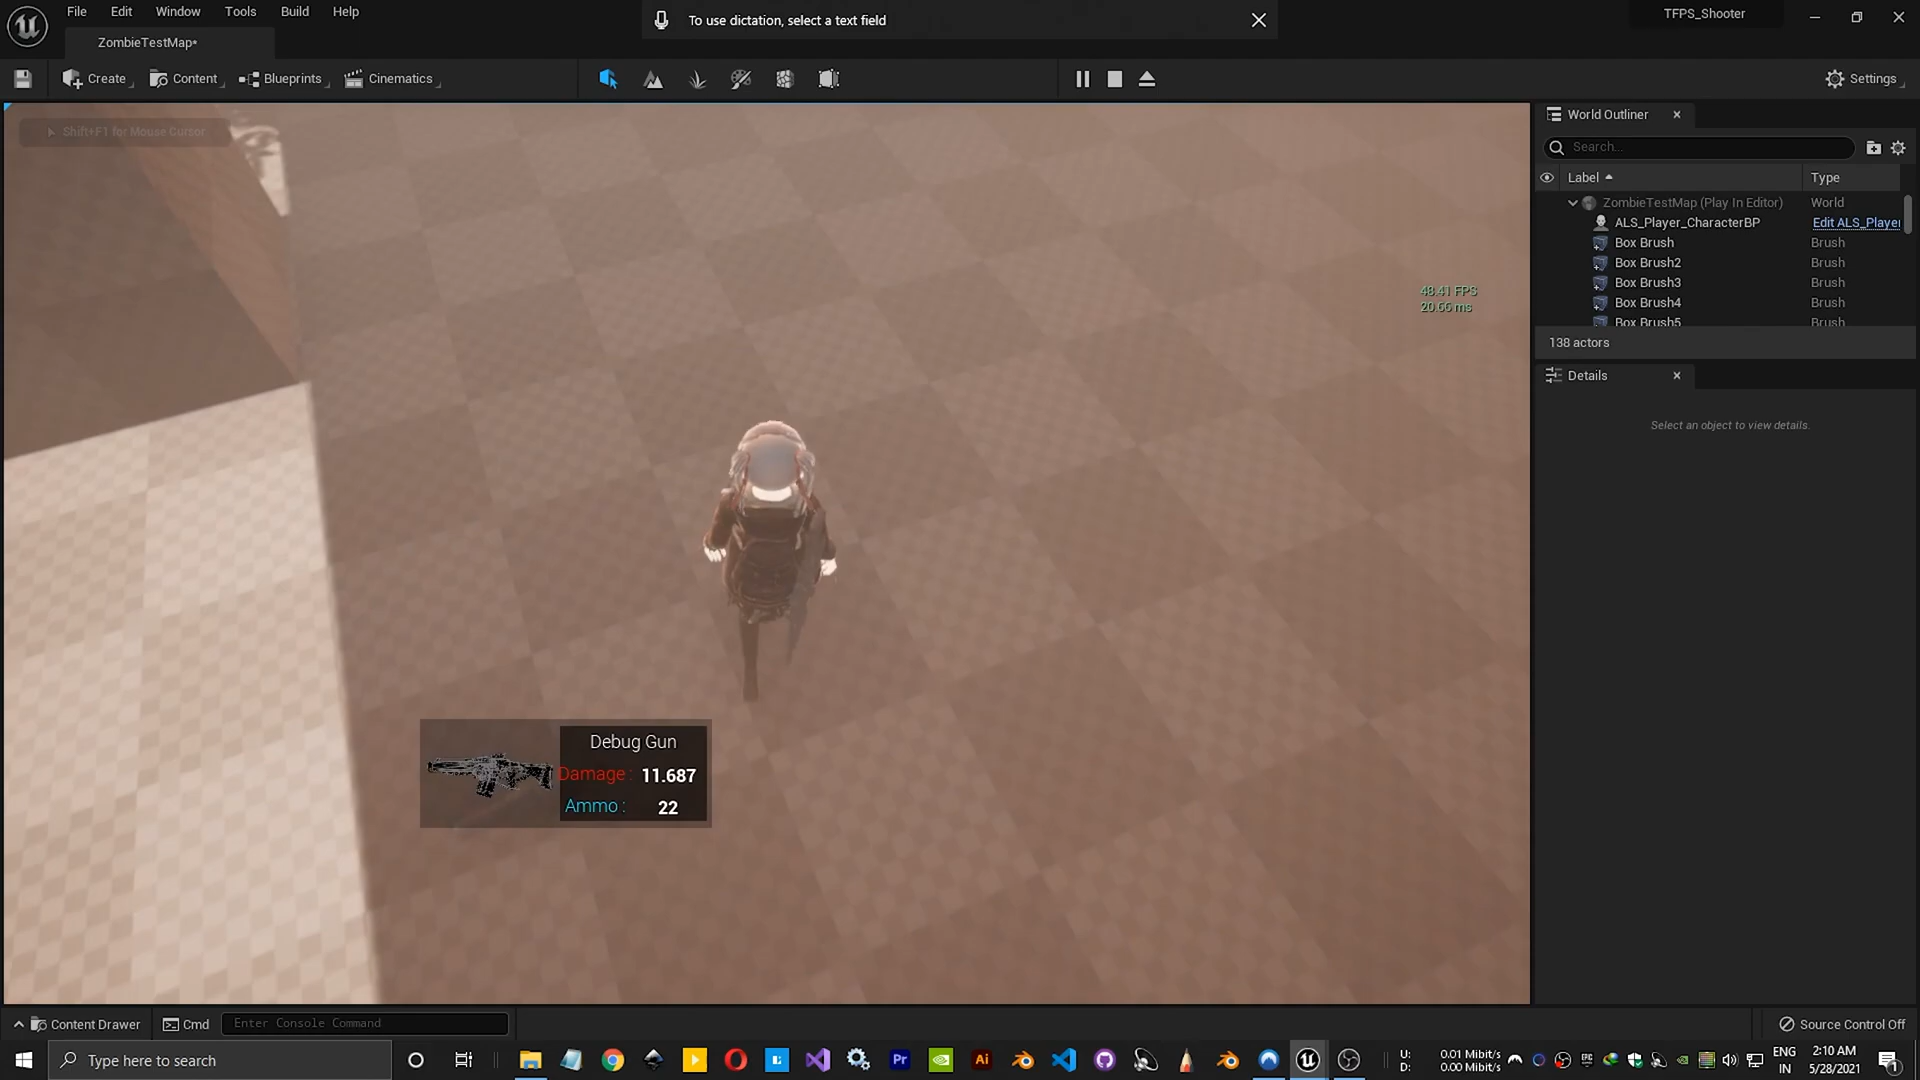 File Edit Window Tools Build Help
To use dictation, select a text field
TFPS_Shooter
ZombieTestMap*
Create Content Blueprints Cinematics
Settings
Shift+F1 for Mouse Cursor
World Outliner
Search...
Label Type
ZombieTestMap (Play In Editor) World
ALS_Player_CharacterBP Edit ALS_Player
Box Brush Brush
Box Brush2 Brush
Box Brush3 Brush
Box Brush4 Brush
Box Brush5 Brush
138 actors
48.41 FPS
20.66 ms
Details
Select an object to view details.
Debug Gun
Damage : 11.687
Ammo : 22
Content Drawer Cmd Enter Console Command
Source Control Off
Type here to search
U: 0.01 Mibit/s
D: 0.00 Mibit/s
ENG
IN
2:10 AM
5/28/2021